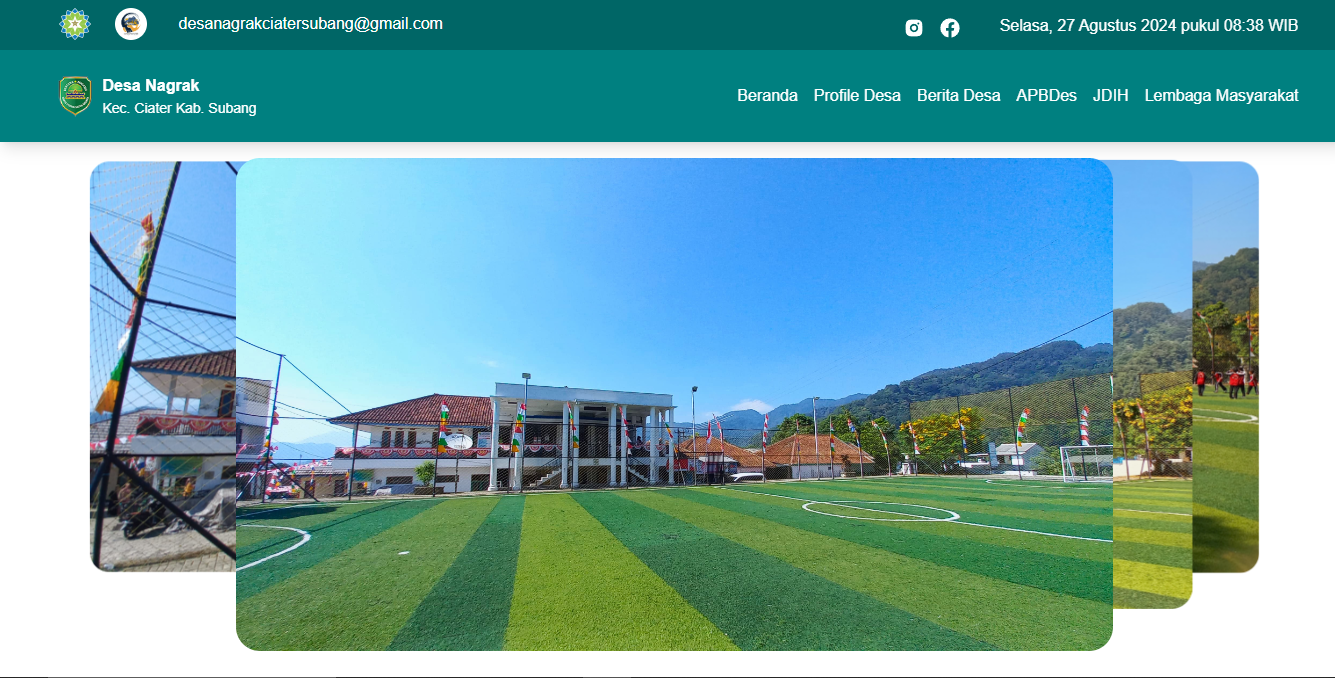 desanagrakciatersubang@gmail.com
Selasa, 27 Agustus 2024 pukul 08:38 WIB
Desa Nagrak
Kec. Ciater Kab. Subang
Beranda Profile Desa Berita Desa APBDes JDIH Lembaga Masyarakat